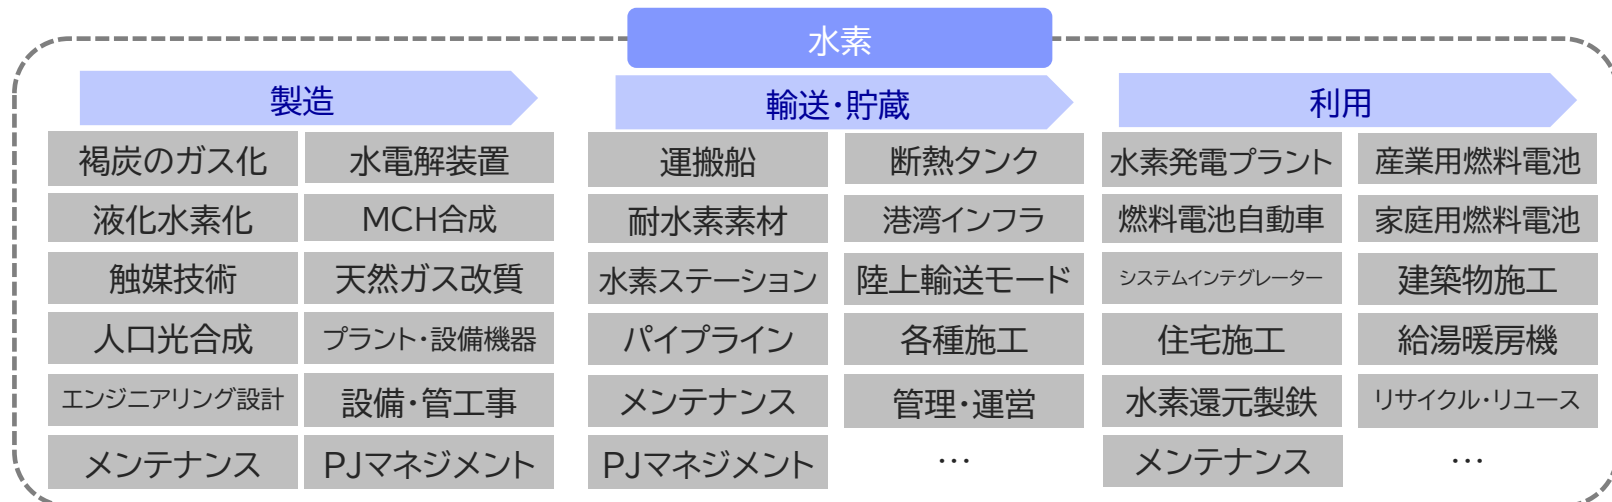 水素
製造
褐炭のガス化
水電解装置
液化水素化
MCH合成
触媒技術
天然ガス改質
人口光合成
プラント・設備機器
エンジニアリング設計
設備・管工事
メンテナンス
PJマネジメント
輸送・貯蔵
運搬船
断熱タンク
耐水素素材
港湾インフラ
水素ステーション
陸上輸送モード
パイプライン
各種施工
メンテナンス
管理・運営
PJマネジメント
…
利用
水素発電プラント
産業用燃料電池
燃料電池自動車
家庭用燃料電池
システムインテグレーター
建築物施工
住宅施工
給湯暖房機
水素還元製鉄
リサイクル・リユース
メンテナンス
…